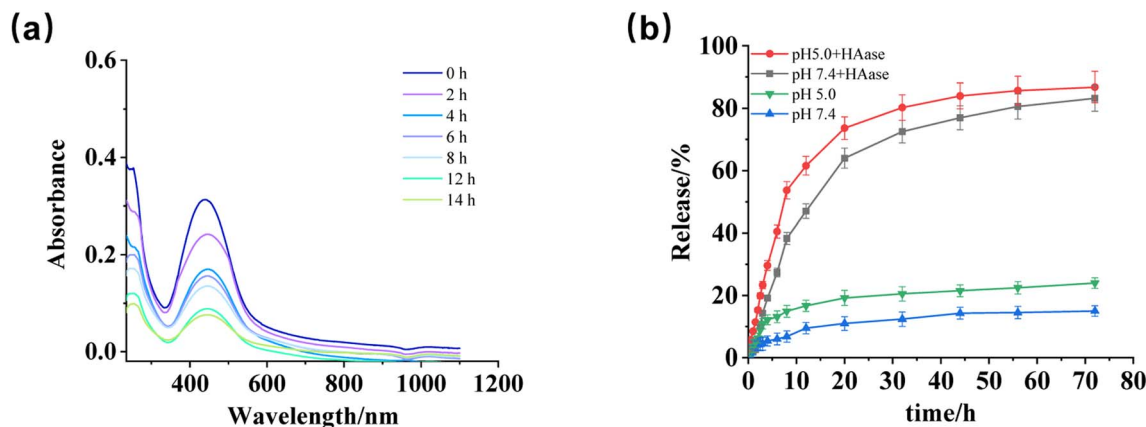 (a)
0.6
0.4
0.2
0.0
Absorbance
400
600
800
1000
1200
Wavelength/nm
0 h
2 h
4 h
6 h
8 h
12 h
14 h
(b)
100
80
60
40
20
0
Release/%
0
10
20
30
40
50
60
70
80
time/h
pH5.0+HAase
pH 7.4+HAase
pH 5.0
pH 7.4